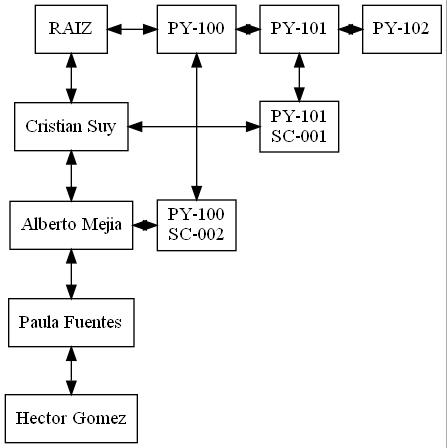 RAIZ
PY-100
PY-101
PY-102
Cristian Suy
PY-101
SC-001
Alberto Mejia
PY-100
SC-002
Paula Fuentes
Hector Gomez